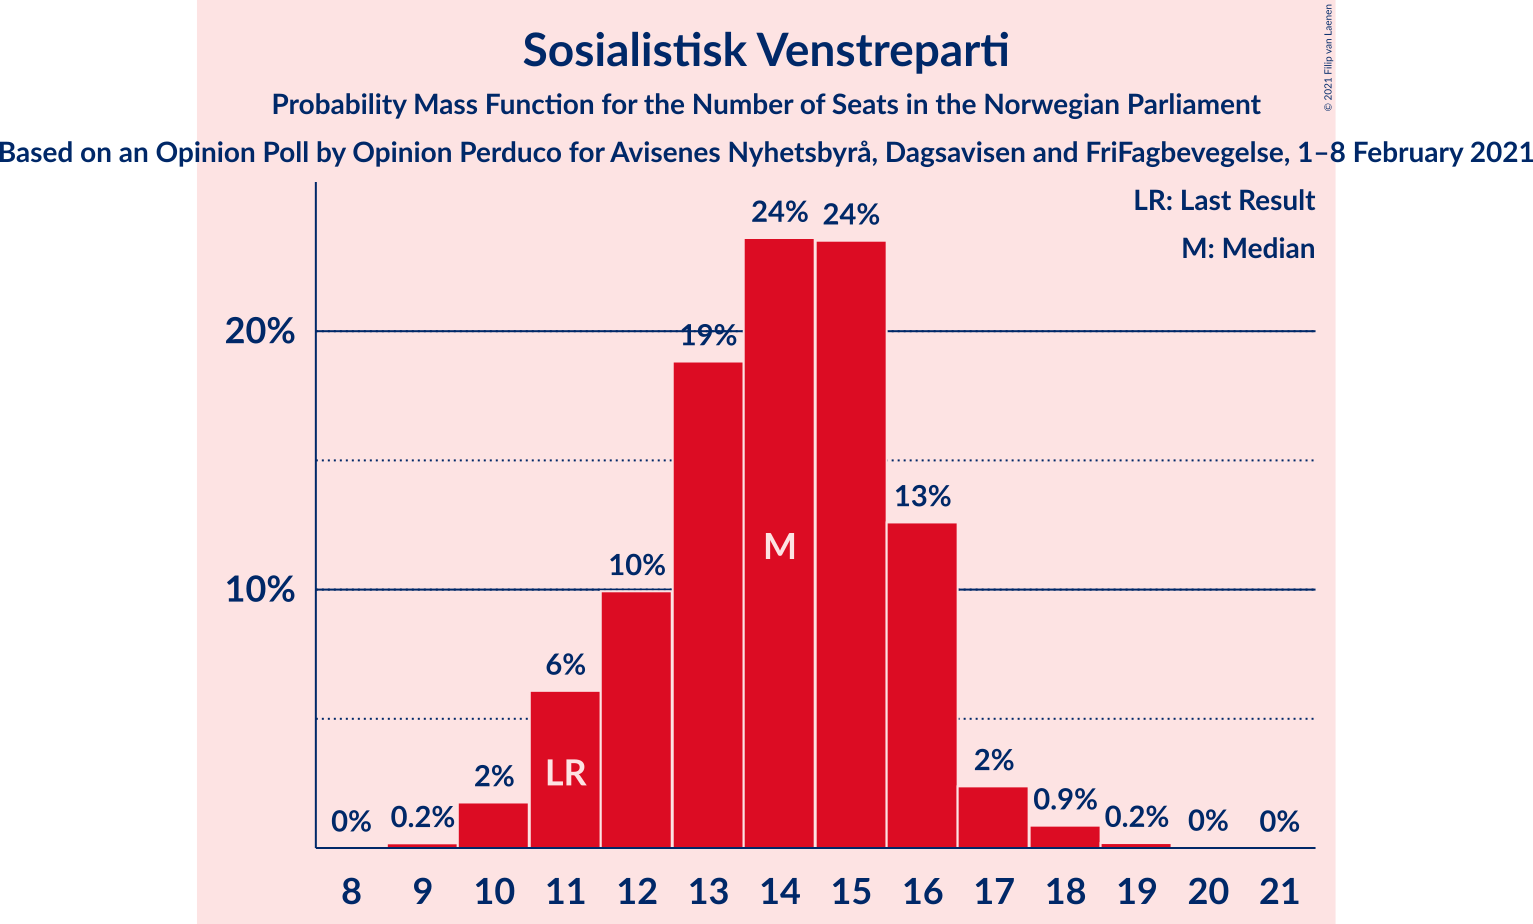 Sosialistisk Venstreparti
Probability Mass Function for the Number of Seats in the Norwegian Parliament
Based on an Opinion Poll by Opinion Perduco for Avisenes Nyhetsbyrå, Dagsavisen and FriFagbevegelse, 1–8 February 2021
© 2021 Filip van Laenen
LR: Last Result
M: Median
24% 24%
20% 19%
13%
M
10%
10%
6%
LR
2% 2%
0% 0.2% 0.9% 0.2% 0% 0%
8 9 10 11 12 13 14 15 16 17 18 19 20 21